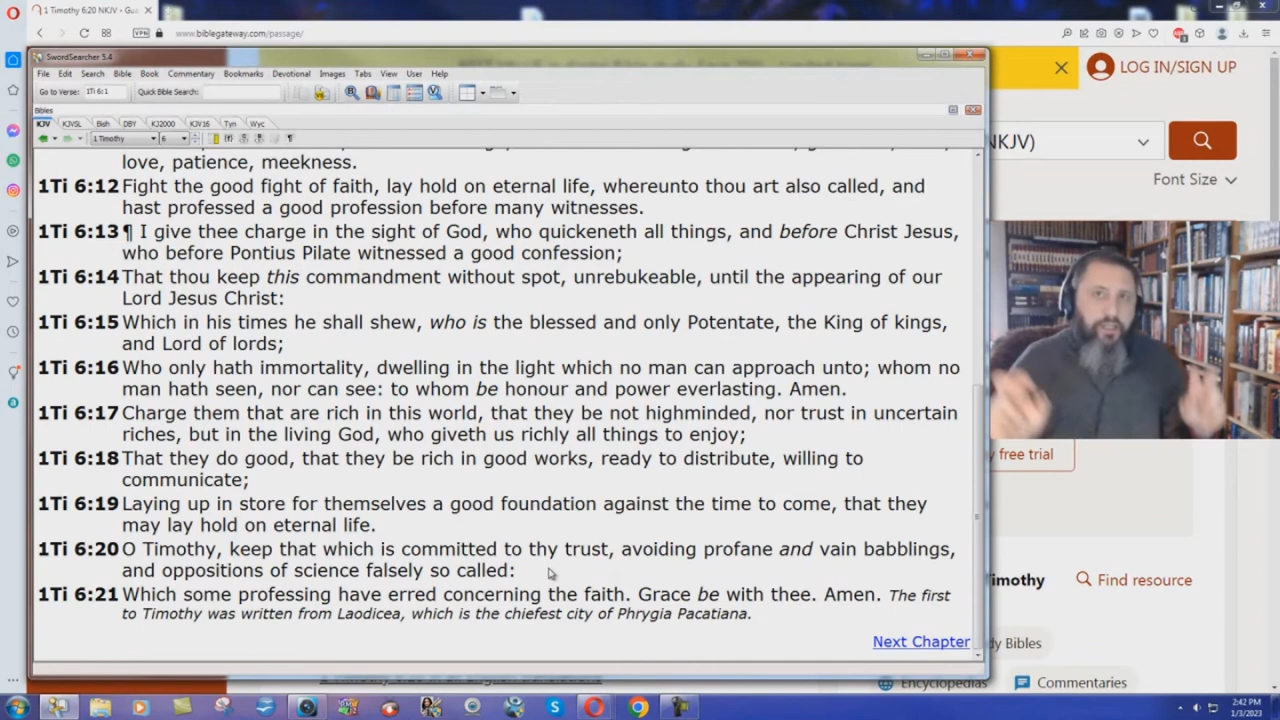 1 Timothy 6:20 NKJV - Gu
VPN
www.biblegateway.com/passage/
SwordSearcher 5.4
File Edit Search Bible Book Commentary Bookmarks Devotional Images Tabs View User Help
Go to Verse: 1Ti 6:1 Quick Bible Search:
Bibles
KJV KJVSL Bish DBY KJ2000 KJV16 Tyn Wyc
1 Timothy 6
love, patience, meekness.
1Ti 6:12 Fight the good fight of faith, lay hold on eternal life, whereunto thou art also called, and
hast professed a good profession before many witnesses.
1Ti 6:13 ¶ I give thee charge in the sight of God, who quickeneth all things, and before Christ Jesus,
who before Pontius Pilate witnessed a good confession;
1Ti 6:14 That thou keep this commandment without spot, unrebukeable, until the appearing of our
Lord Jesus Christ:
1Ti 6:15 Which in his times he shall shew, who is the blessed and only Potentate, the King of kings,
and Lord of lords;
1Ti 6:16 Who only hath immortality, dwelling in the light which no man can approach unto; whom no
man hath seen, nor can see: to whom be honour and power everlasting. Amen.
1Ti 6:17 Charge them that are rich in this world, that they be not highminded, nor trust in uncertain
riches, but in the living God, who giveth us richly all things to enjoy;
1Ti 6:18 That they do good, that they be rich in good works, ready to distribute, willing to
communicate;
1Ti 6:19 Laying up in store for themselves a good foundation against the time to come, that they
may lay hold on eternal life.
1Ti 6:20 O Timothy, keep that which is committed to thy trust, avoiding profane and vain babblings,
and oppositions of science falsely so called:
1Ti 6:21 Which some professing have erred concerning the faith. Grace be with thee. Amen. The first
to Timothy was written from Laodicea, which is the chiefest city of Phrygia Pacatiana.
Next Chapter
LOG IN/SIGN UP
NKJV)
Font Size
y free trial
imothy
Find resource
dy Bibles
Encyclopedias
Commentaries
2:42 PM
1/3/2023